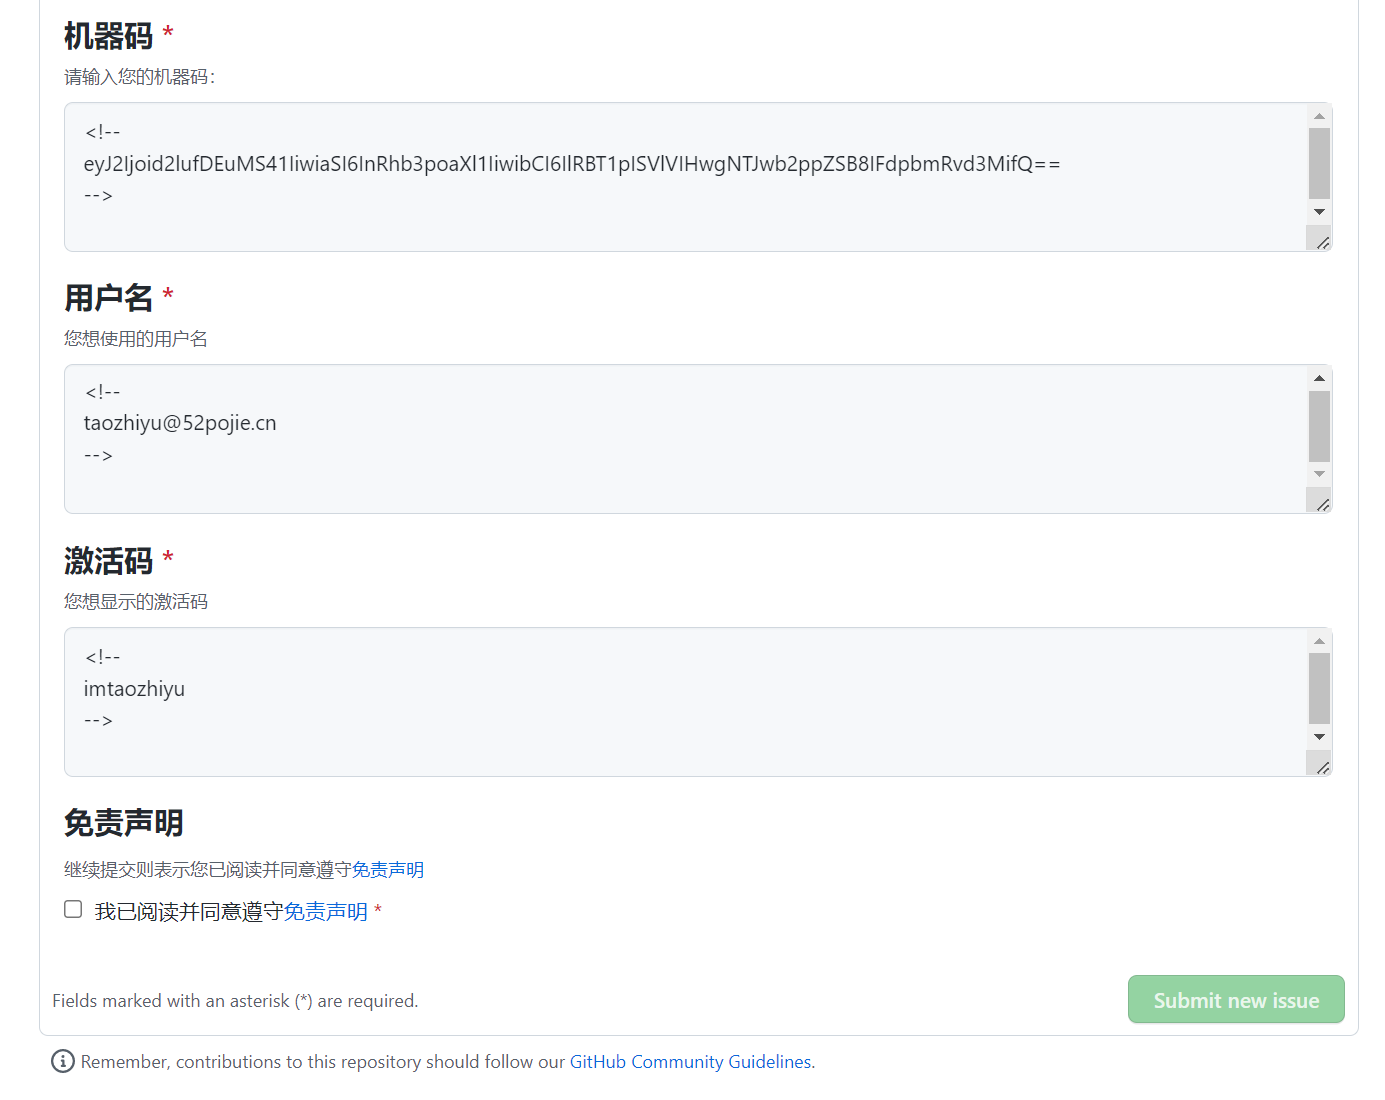 机器码 *
请输入您的机器码：
<!--
eyJ2Ijoid2lufDEuMS41IiwiaSI6InRhb3poaXl1IiwibCI6IlRBT1pISVlVIHwgNTJwb2ppZSB8IFdpbmRvd3MifQ==
-->
用户名 *
您想使用的用户名
<!--
taozhiyu@52pojie.cn
-->
激活码 *
您想显示的激活码
<!--
imtaozhiyu
-->
免责声明
继续提交则表示您已阅读并同意遵守免责声明
我已阅读并同意遵守免责声明 *
Fields marked with an asterisk (*) are required.
Submit new issue
Remember, contributions to this repository should follow our GitHub Community Guidelines.